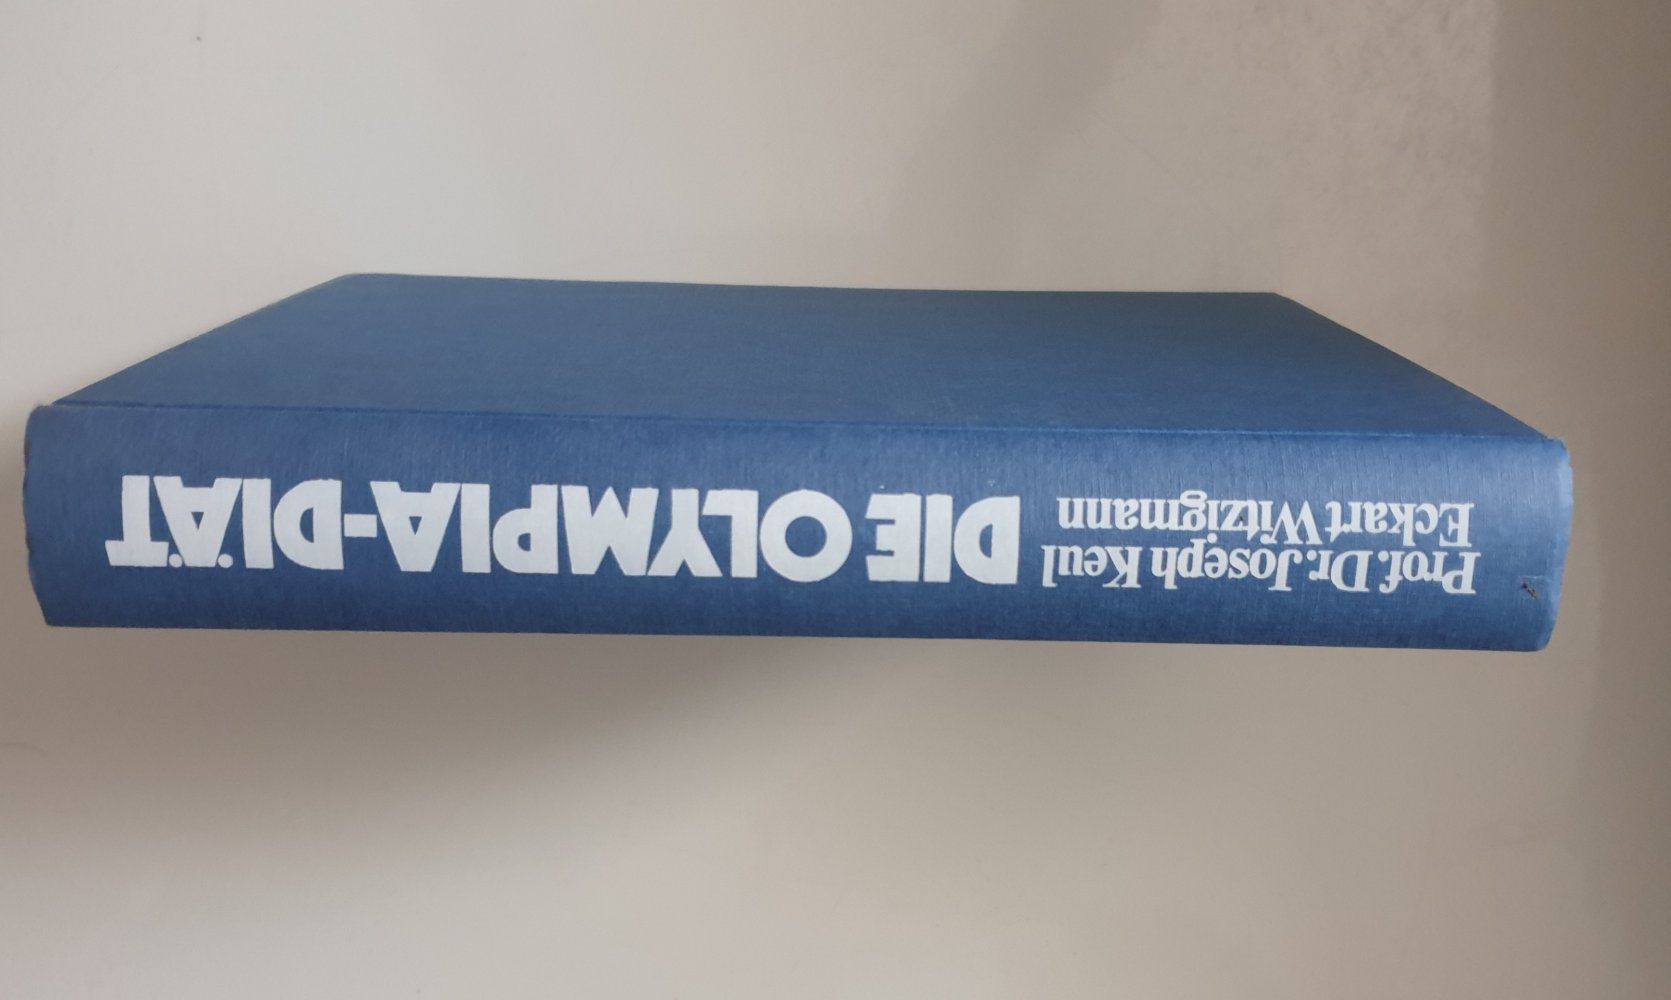 Prof. Dr. Joseph Keul
Eckart Witzigmann
DIE OLYMPIA-DIÄT